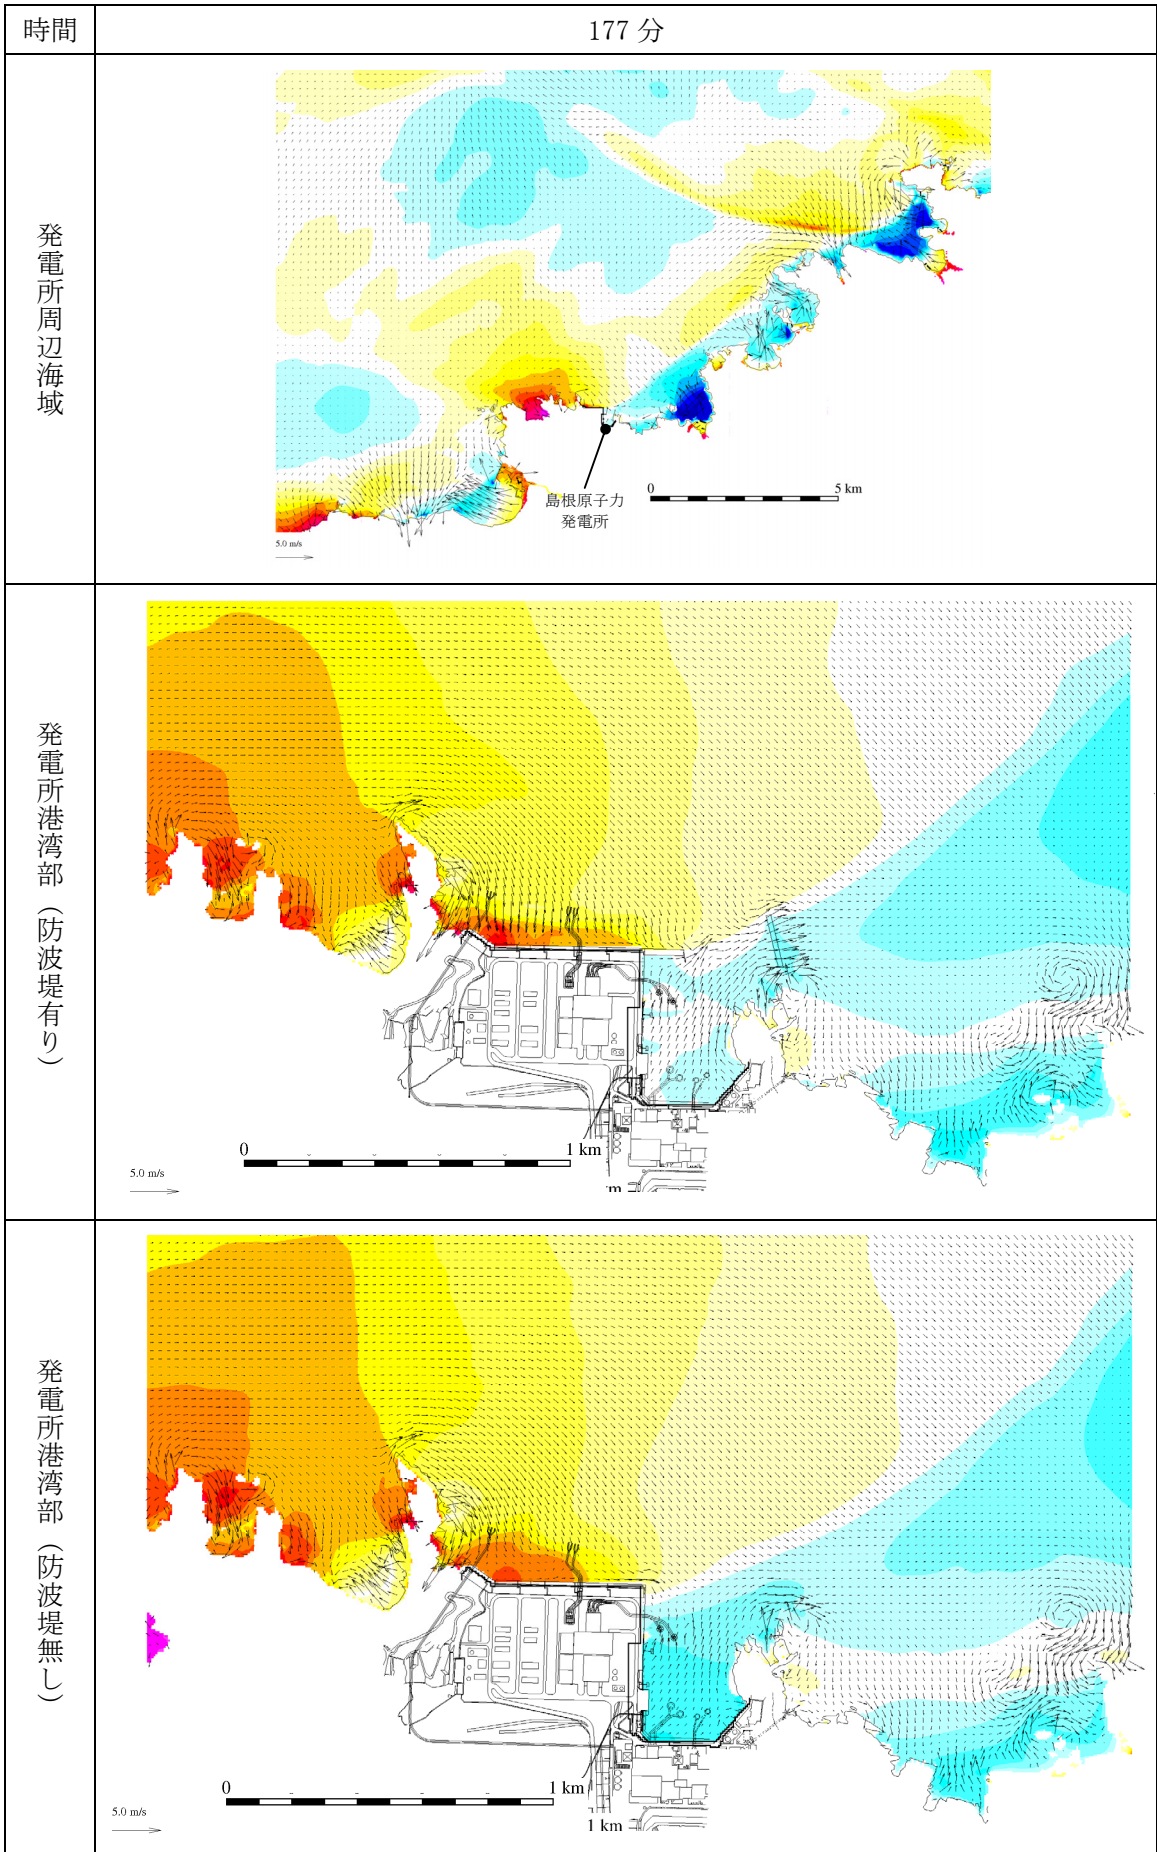 時間
177 分
発電所周辺海域
島根原子力
発電所
0
5 km
5.0 m/s
発電所港湾部（防波堤有り）
0
1 km
5.0 m/s
発電所港湾部（防波堤無し）
0
1 km
5.0 m/s
1 km